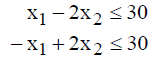 x₁ − 2x₂ ≤ 30
−x₁ + 2x₂ ≤ 30